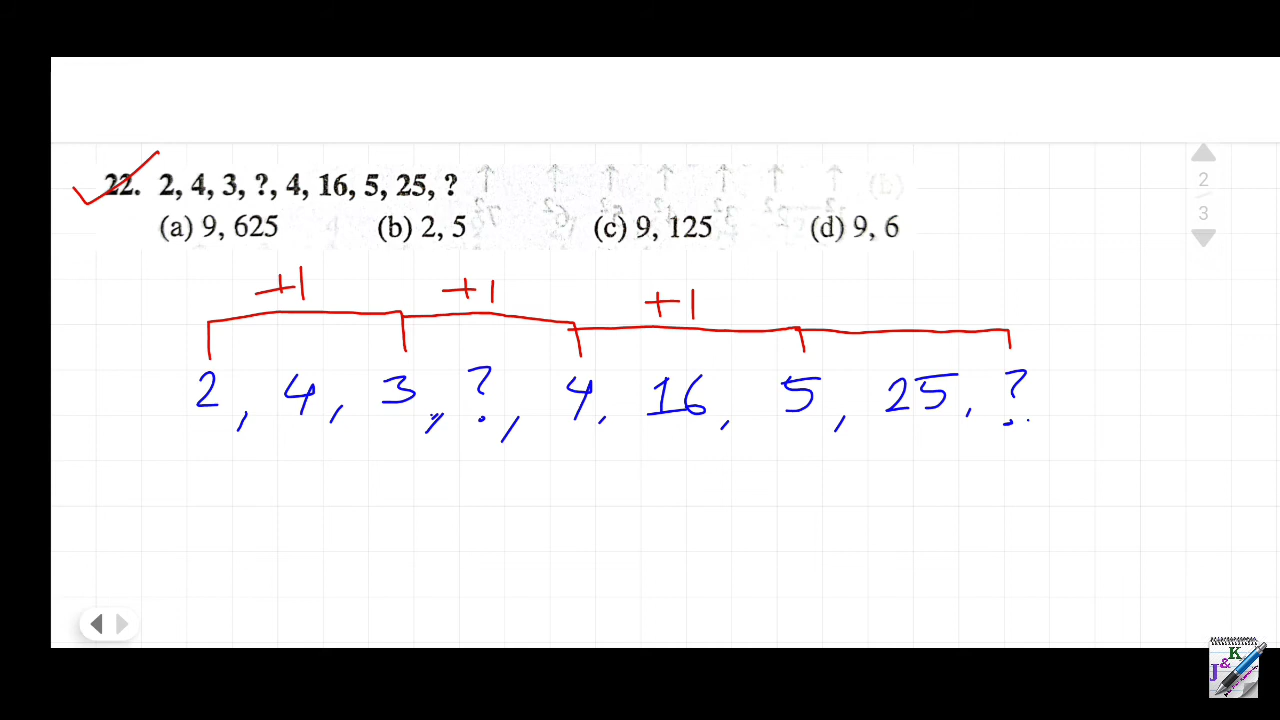 22. 2, 4, 3, ?, 4, 16, 5, 25, ?
(a) 9, 625 (b) 2, 5 (c) 9, 125 (d) 9, 6
+1 +1 +1
2, 4, 3, ?, 4, 16, 5, 25, ?
2
3
J&K